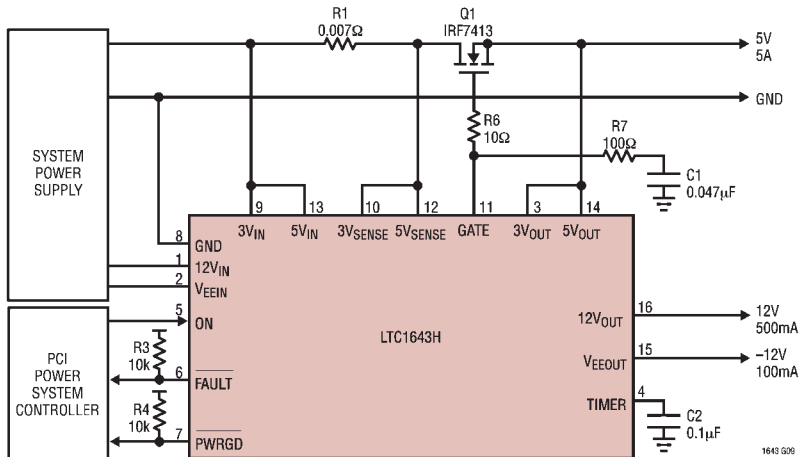 R1
0.007Ω
Q1
IRF7413
5V
5A
GND
R6
10Ω
R7
100Ω
C1
0.047µF
SYSTEM
POWER
SUPPLY
9
13
10
12
11
3
14
3VIN
5VIN
3VSENSE
5VSENSE
GATE
3VOUT
5VOUT
8
GND
1
12VIN
2
VEEIN
5
ON
PCI
POWER
SYSTEM
CONTROLLER
R3
10k
6
FAULT
R4
10k
7
PWRGD
LTC1643H
12VOUT
16
12V
500mA
VEEOUT
15
–12V
100mA
TIMER
4
C2
0.1µF
1643 G09